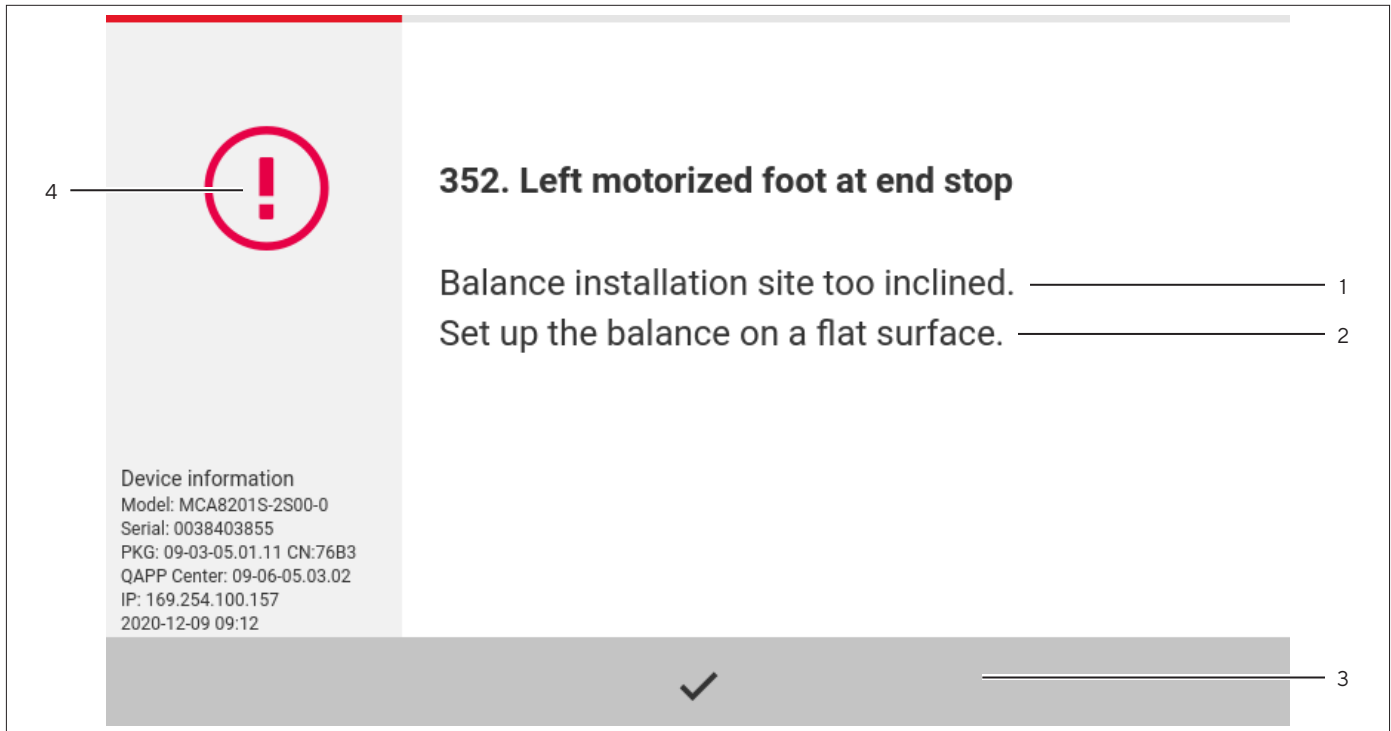 352. Left motorized foot at end stop
4
Balance installation site too inclined.
1
Set up the balance on a flat surface.
2
Device information
Model: MCA8201S-2S00-0
Serial: 0038403855
PKG: 09-03-05.01.11 CN:76B3
QAPP Center: 09-06-05.03.02
IP: 169.254.100.157
2020-12-09 09:12
3